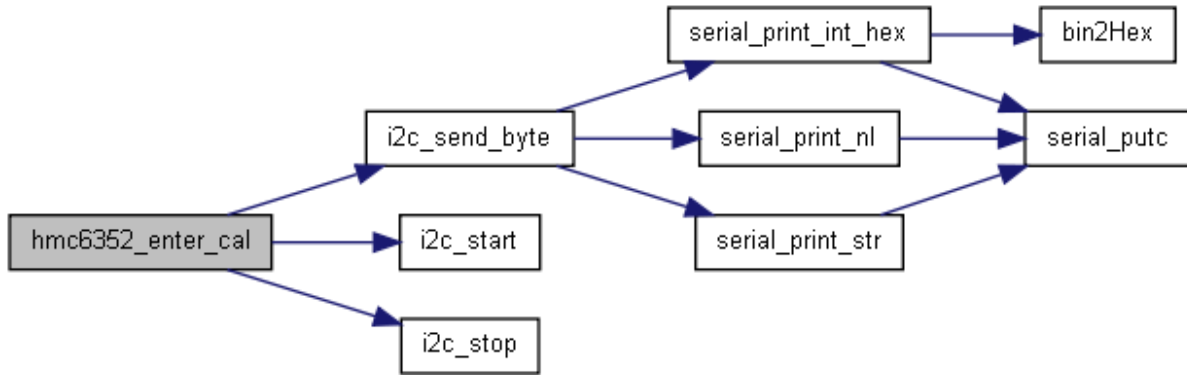 serial_print_int_hex
bin2Hex
i2c_send_byte
serial_print_nl
serial_putc
hmc6352_enter_cal
i2c_start
serial_print_str
i2c_stop